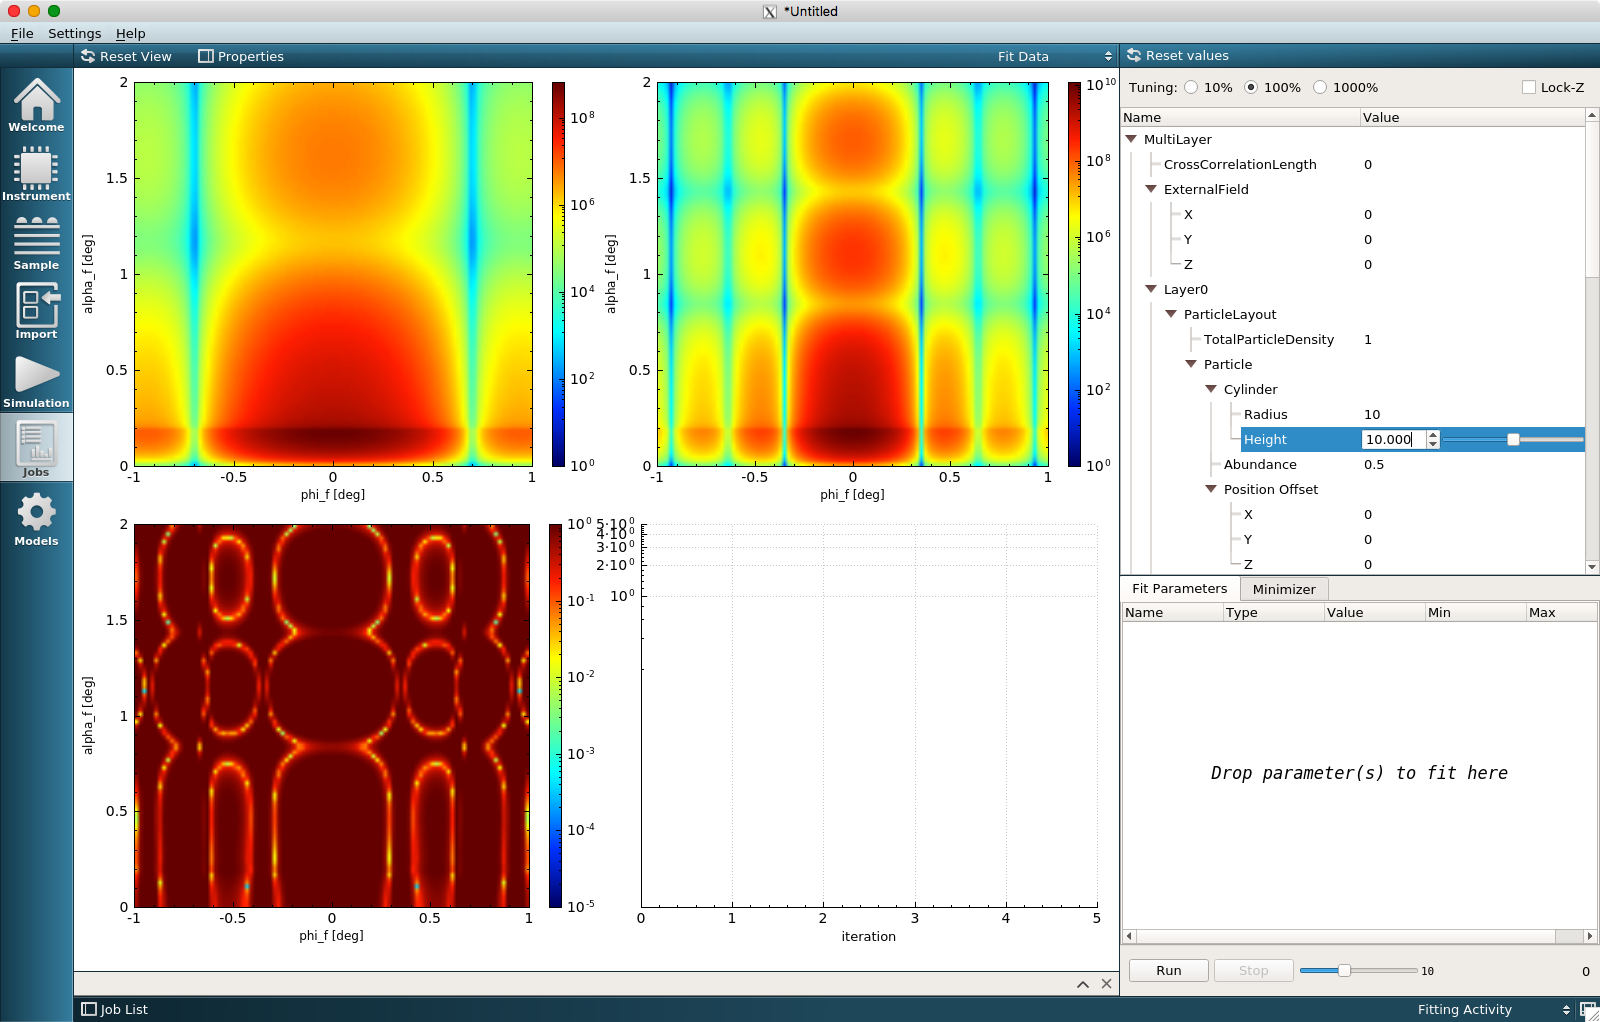 *Untitled
File Settings Help
Reset View Properties Fit Data
Reset values
Welcome
Instrument
Sample
Import
Simulation
Jobs
Models
2
1.5
1
0.5
0
-1 -0.5 0 0.5 1
alpha_f [deg]
phi_f [deg]
10^8
10^6
10^4
10^2
10^0
2
1.5
1
0.5
0
-1 -0.5 0 0.5 1
alpha_f [deg]
phi_f [deg]
10^10
10^8
10^6
10^4
10^2
10^0
2
1.5
1
0.5
0
-1 -0.5 0 0.5 1
alpha_f [deg]
phi_f [deg]
10^0
10^-1
10^-2
10^-3
10^-4
10^-5
5·10^0
4·10^0
3·10^0
2·10^0
10^0
0 1 2 3 4 5
iteration
Tuning: 10% 100% 1000% Lock-Z
Name Value
MultiLayer
CrossCorrelationLength 0
ExternalField
X 0
Y 0
Z 0
Layer0
ParticleLayout
TotalParticleDensity 1
Particle
Cylinder
Radius 10
Height 10.000
Abundance 0.5
Position Offset
X 0
Y 0
Z 0
Fit Parameters Minimizer
Name Type Value Min Max
Drop parameter(s) to fit here
Run Stop 10 0
Job List
Fitting Activity